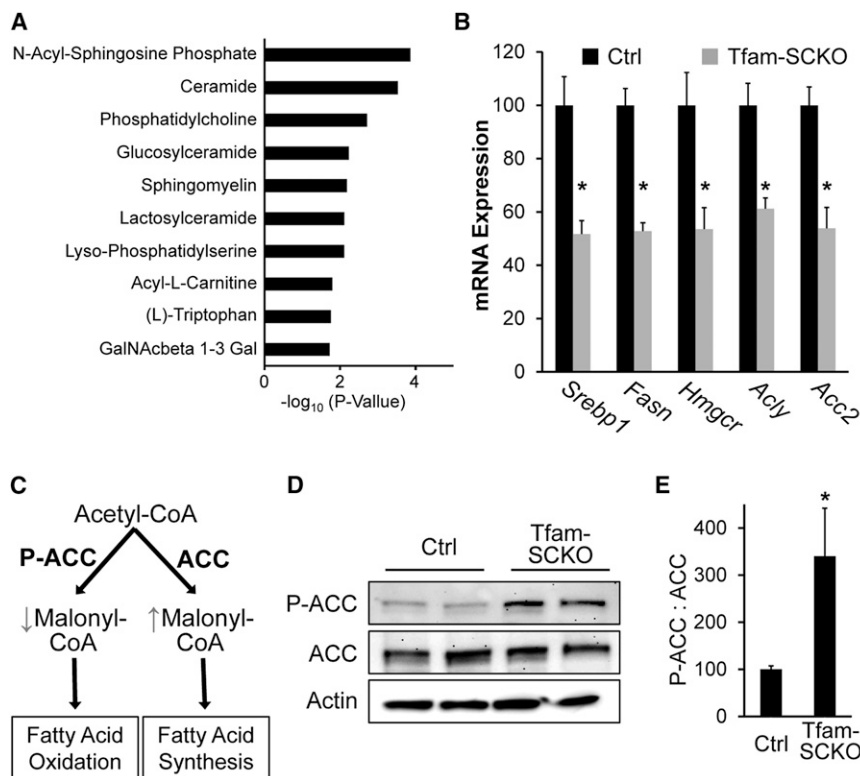 A
N-Acyl-Sphingosine Phosphate
Ceramide
Phosphatidylcholine
Glucosylceramide
Sphingomyelin
Lactosylceramide
Lyso-Phosphatidylserine
Acyl-L-Carnitine
(L)-Triptophan
GalNAcbeta 1-3 Gal
0 2 4
-log10 (P-Vallue)
B
Ctrl Tfam-SCKO
mRNA Expression
120
100
80
60
40
20
0
* * * * *
Srebp1 Fasn Hmgcr Acly Acc2
C
Acetyl-CoA
P-ACC ACC
↓Malonyl-CoA ↑Malonyl-CoA
Fatty Acid Oxidation
Fatty Acid Synthesis
D
Ctrl Tfam-SCKO
P-ACC
ACC
Actin
E
P-ACC : ACC
400
300
200
100
0
*
Ctrl Tfam-SCKO